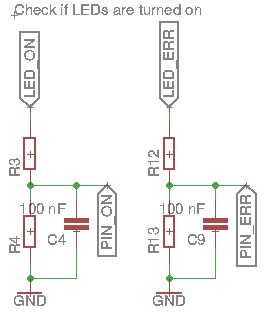 Check if LEDs are turned on
LED_ON
LED_ERR
R3
R12
100 nF
100 nF
R4
C4
PIN_ON
R13
C9
PIN_ERR
GND
GND